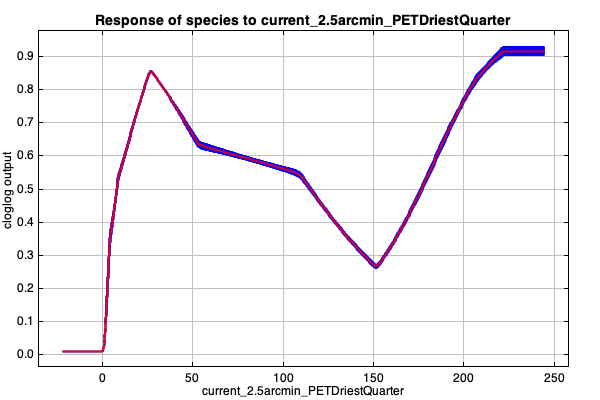 Response of species to current_2.5arcmin_PETDriestQuarter
cloglog output
0.9
0.8
0.7
0.6
0.5
0.4
0.3
0.2
0.1
0.0
0 50 100 150 200 250
current_2.5arcmin_PETDriestQuarter